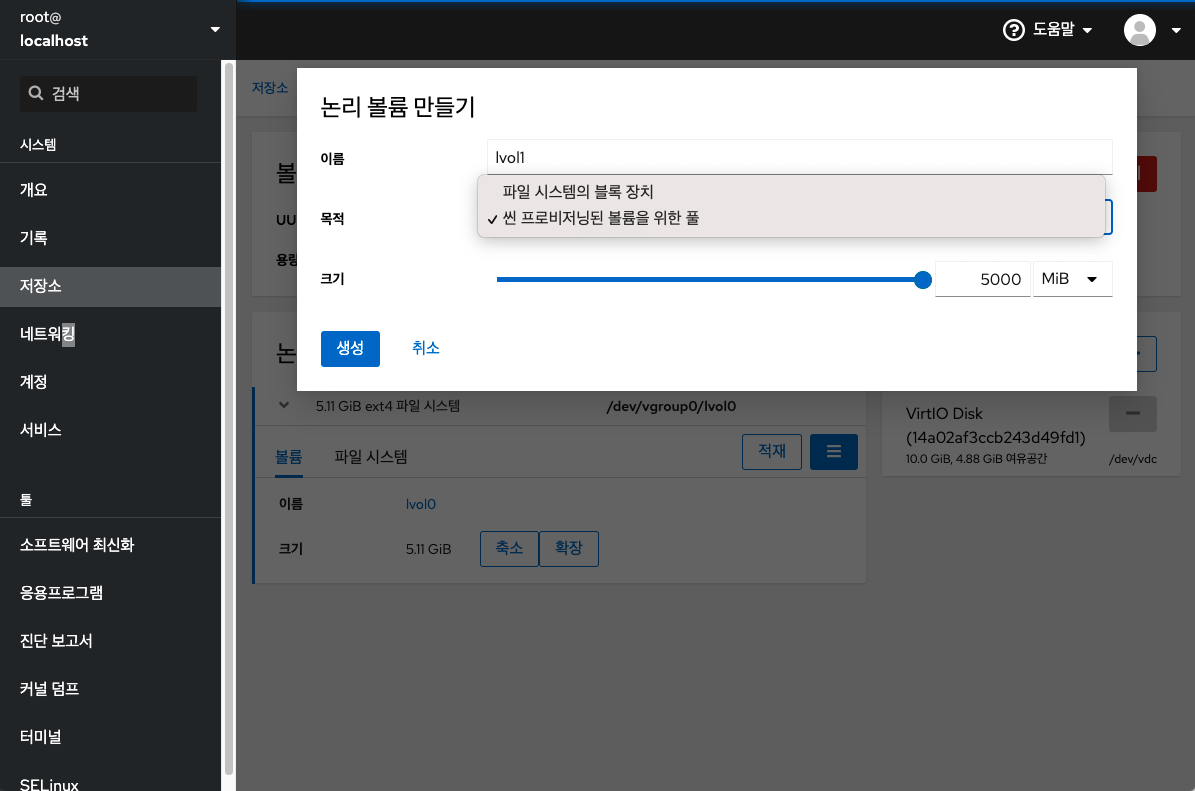 root@
localhost
도움말
검색
시스템
개요
기록
저장소
네트워킹
계정
서비스
툴
소프트웨어 최신화
응용프로그램
진단 보고서
커널 덤프
터미널
SELinux
저장소
볼
UU
용량
논리 볼륨 만들기
이름
lvol1
목적
파일 시스템의 블록 장치
✓ 씬 프로비저닝된 볼륨을 위한 풀
크기
5000 MiB
생성 취소
논
5.11 GiB ext4 파일 시스템 /dev/vgroup0/lvol0
볼륨 파일 시스템 적재
이름 lvol0
크기 5.11 GiB 축소 확장
VirtIO Disk
(14a02af3ccb243d49fd1)
10.0 GiB, 4.88 GiB 여유공간 /dev/vdc